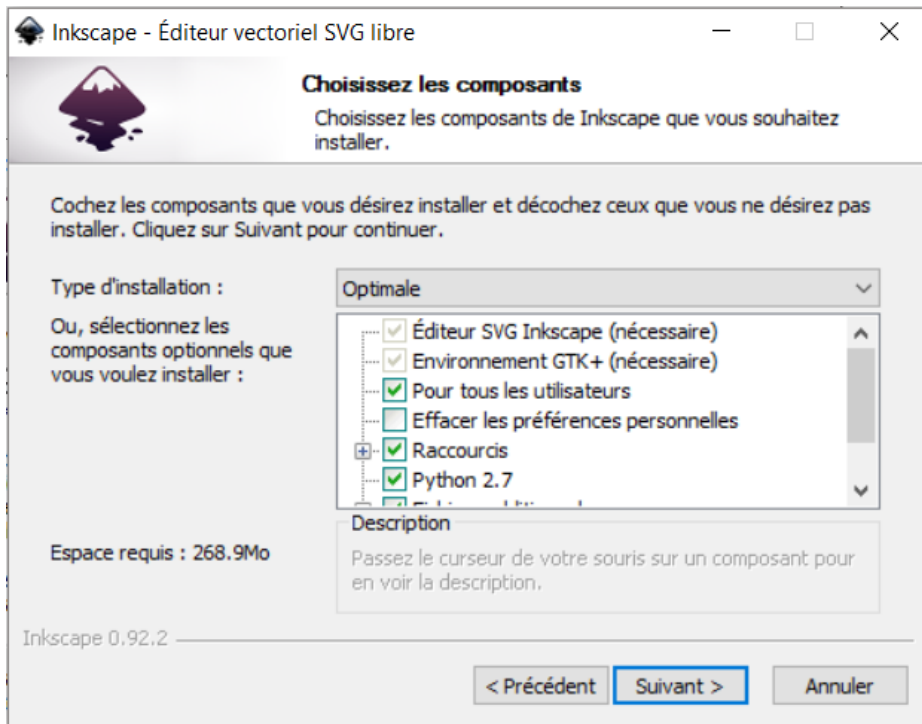 Inkscape - Éditeur vectoriel SVG libre
Choisissez les composants
Choisissez les composants de Inkscape que vous souhaitez
installer.
Cochez les composants que vous désirez installer et décochez ceux que vous ne désirez pas
installer. Cliquez sur Suivant pour continuer.
Type d'installation :
Optimale
Ou, sélectionnez les
composants optionnels que
vous voulez installer :
Éditeur SVG Inkscape (nécessaire)
Environnement GTK+ (nécessaire)
Pour tous les utilisateurs
Effacer les préférences personnelles
Raccourcis
Python 2.7
Espace requis : 268.9Mo
Description
Passez le curseur de votre souris sur un composant pour
en voir la description.
Inkscape 0.92.2
< Précédent
Suivant >
Annuler